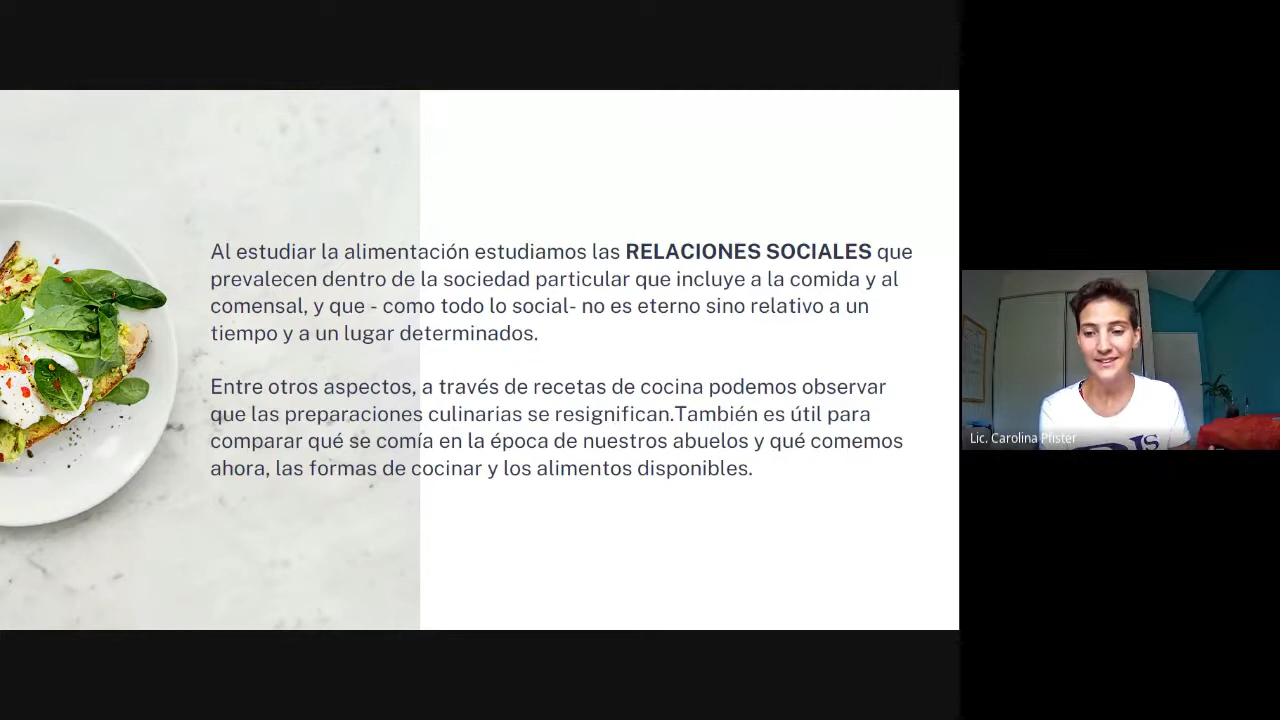 Al estudiar la alimentación estudiamos las RELACIONES SOCIALES que
prevalecen dentro de la sociedad particular que incluye a la comida y al
comensal, y que - como todo lo social- no es eterno sino relativo a un
tiempo y a un lugar determinados.
Entre otros aspectos, a través de recetas de cocina podemos observar
que las preparaciones culinarias se resignifican.También es útil para
comparar qué se comía en la época de nuestros abuelos y qué comemos
ahora, las formas de cocinar y los alimentos disponibles.
Lic. Carolina Pfister